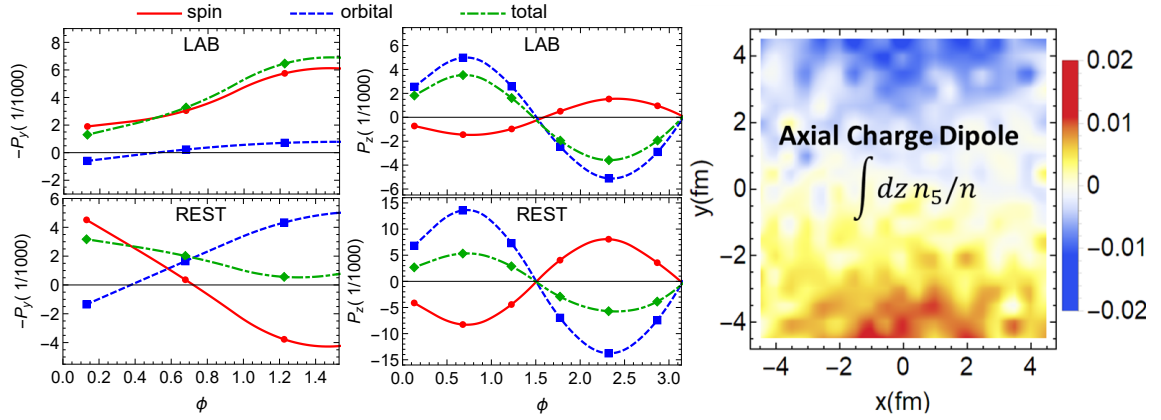 spin orbital total
LAB
−P_y( 1/1000)
8
6
4
2
0
−2
REST
−P_y( 1/1000)
6
4
2
0
−2
−4
0.0 0.2 0.4 0.6 0.8 1.0 1.2 1.4
ϕ
LAB
P_z( 1/1000)
6
4
2
0
−2
−4
−6
REST
P_z( 1/1000)
15
10
5
0
−5
−10
−15
0.0 0.5 1.0 1.5 2.0 2.5 3.0
ϕ
Axial Charge Dipole
∫ dz n_5/n
y(fm)
4
2
0
−2
−4
−4 −2 0 2 4
x(fm)
0.02
0.01
0
−0.01
−0.02